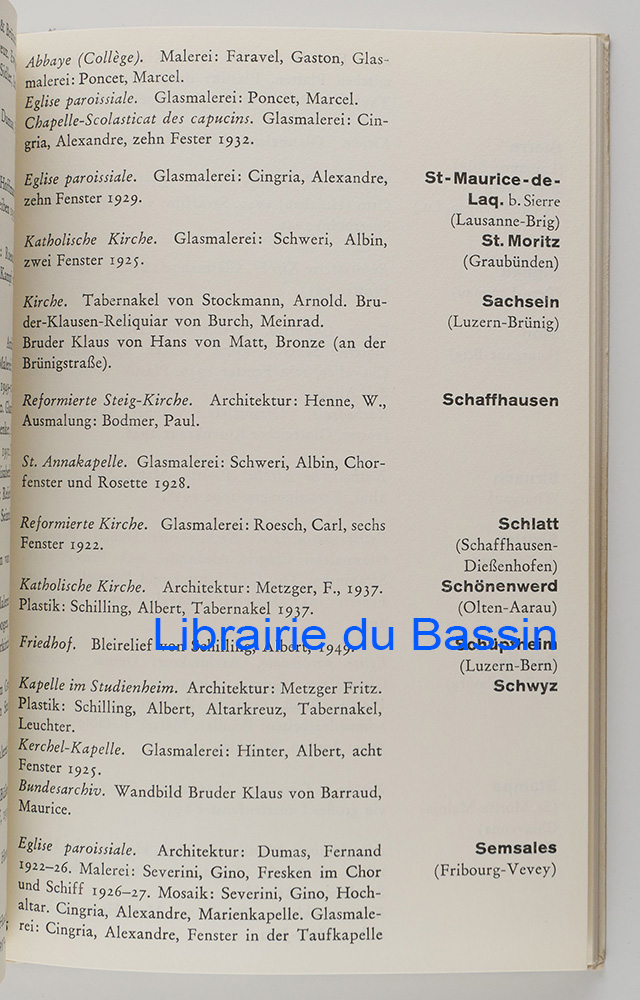 Abbaye (Collège). Malerei: Faravel, Gaston, Glas-
malerei: Poncet, Marcel.
Eglise paroissiale. Glasmalerei: Poncet, Marcel.
Chapelle-Scolasticat des capucins. Glasmalerei: Cin-
gria, Alexandre, zehn Fester 1932.
Eglise paroissiale. Glasmalerei: Cingria, Alexandre,
zehn Fenster 1929.
St-Maurice-de-
Laq. b. Sierre
(Lausanne-Brig)
Katholische Kirche. Glasmalerei: Schweri, Albin,
zwei Fenster 1925.
St. Moritz
(Graubünden)
Kirche. Tabernakel von Stockmann, Arnold. Bru-
der-Klausen-Reliquiar von Burch, Meinrad.
Bruder Klaus von Hans von Matt, Bronze (an der
Brünigstraße).
Sachseln
(Luzern-Brünig)
Reformierte Steig-Kirche. Architektur: Henne, W.,
Ausmalung: Bodmer, Paul.
Schaffhausen
St. Annakapelle. Glasmalerei: Schweri, Albin, Chor-
fenster und Rosette 1928.
Reformierte Kirche. Glasmalerei: Roesch, Carl, sechs
Fenster 1922.
Schlatt
(Schaffhausen-
Dießenhofen)
Katholische Kirche. Architektur: Metzger, F., 1937.
Plastik: Schilling, Albert, Tabernakel 1937.
Schönenwerd
(Olten-Aarau)
Librairie du Bassin
Friedhof. Bleirelief von Schilling, Albert, 1949.
Schüpfheim
(Luzern-Bern)
Kapelle im Studienheim. Architektur: Metzger Fritz.
Plastik: Schilling, Albert, Altarkreuz, Tabernakel,
Leuchter.
Kerchel-Kapelle. Glasmalerei: Hinter, Albert, acht
Fenster 1925.
Bundesarchiv. Wandbild Bruder Klaus von Barraud,
Maurice.
Schwyz
Eglise paroissiale. Architektur: Dumas, Fernand
1922–26. Malerei: Severini, Gino, Fresken im Chor
und Schiff 1926–27. Mosaik: Severini, Gino, Hoch-
altar. Cingria, Alexandre, Marienkapelle. Glasmale-
rei: Cingria, Alexandre, Fenster in der Taufkapelle
Semsales
(Fribourg-Vevey)